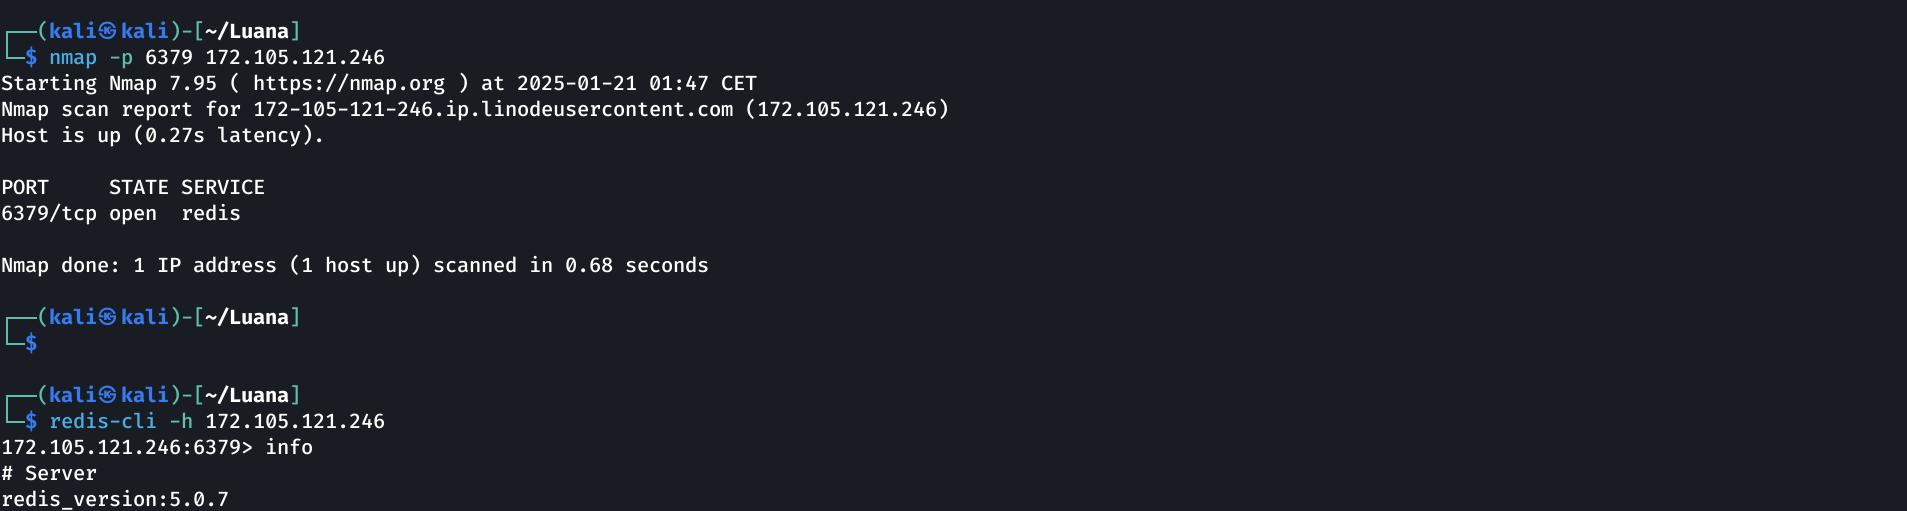 ┌──(kali㉿kali)-[~/Luana]
└─$ nmap -p 6379 172.105.121.246
Starting Nmap 7.95 ( https://nmap.org ) at 2025-01-21 01:47 CET
Nmap scan report for 172-105-121-246.ip.linodeusercontent.com (172.105.121.246)
Host is up (0.27s latency).
PORT     STATE SERVICE
6379/tcp open  redis
Nmap done: 1 IP address (1 host up) scanned in 0.68 seconds
┌──(kali㉿kali)-[~/Luana]
└─$
┌──(kali㉿kali)-[~/Luana]
└─$ redis-cli -h 172.105.121.246
172.105.121.246:6379> info
# Server
redis_version:5.0.7